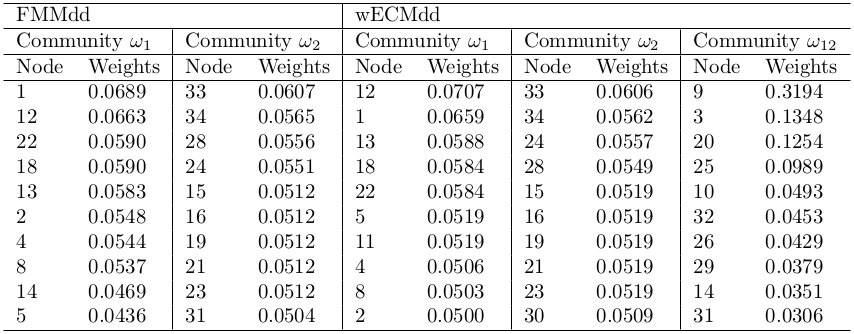 FMMdd wECMdd
Community ω1 Community ω2 Community ω1 Community ω2 Community ω12
Node Weights Node Weights Node Weights Node Weights Node Weights
1 0.0689 33 0.0607 12 0.0707 33 0.0606 9 0.3194
12 0.0663 34 0.0565 1 0.0659 34 0.0562 3 0.1348
22 0.0590 28 0.0556 13 0.0588 24 0.0557 20 0.1254
18 0.0590 24 0.0551 18 0.0584 28 0.0549 25 0.0989
13 0.0583 15 0.0512 22 0.0584 15 0.0519 10 0.0493
2 0.0548 16 0.0512 5 0.0519 16 0.0519 32 0.0453
4 0.0544 19 0.0512 11 0.0519 19 0.0519 26 0.0429
8 0.0537 21 0.0512 4 0.0506 21 0.0519 29 0.0379
14 0.0469 23 0.0512 8 0.0503 23 0.0519 14 0.0351
5 0.0436 31 0.0504 2 0.0500 30 0.0509 31 0.0306